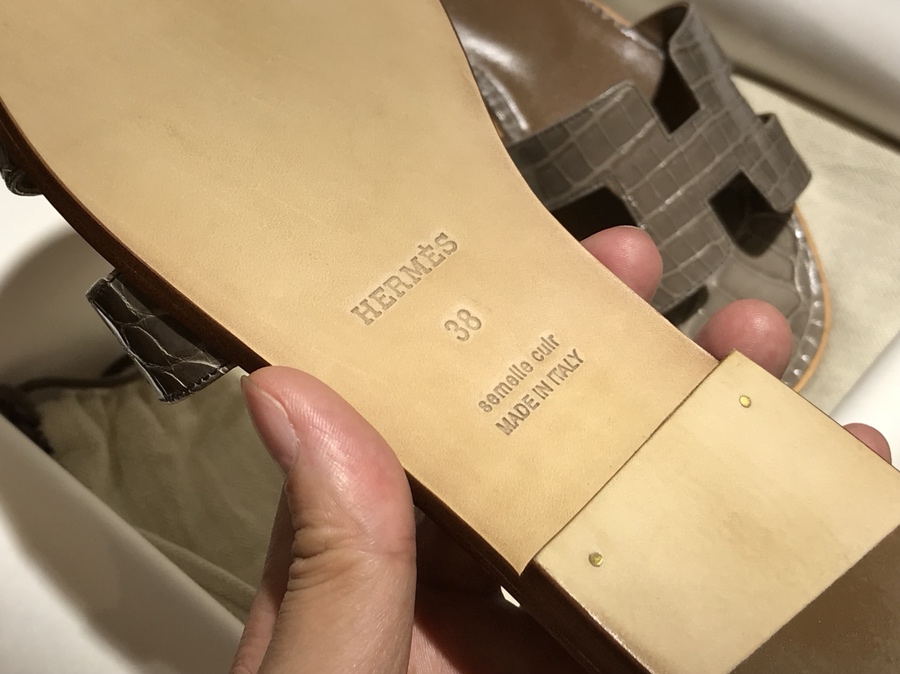 HERMÈS
38
semelle cuir
MADE IN ITALY